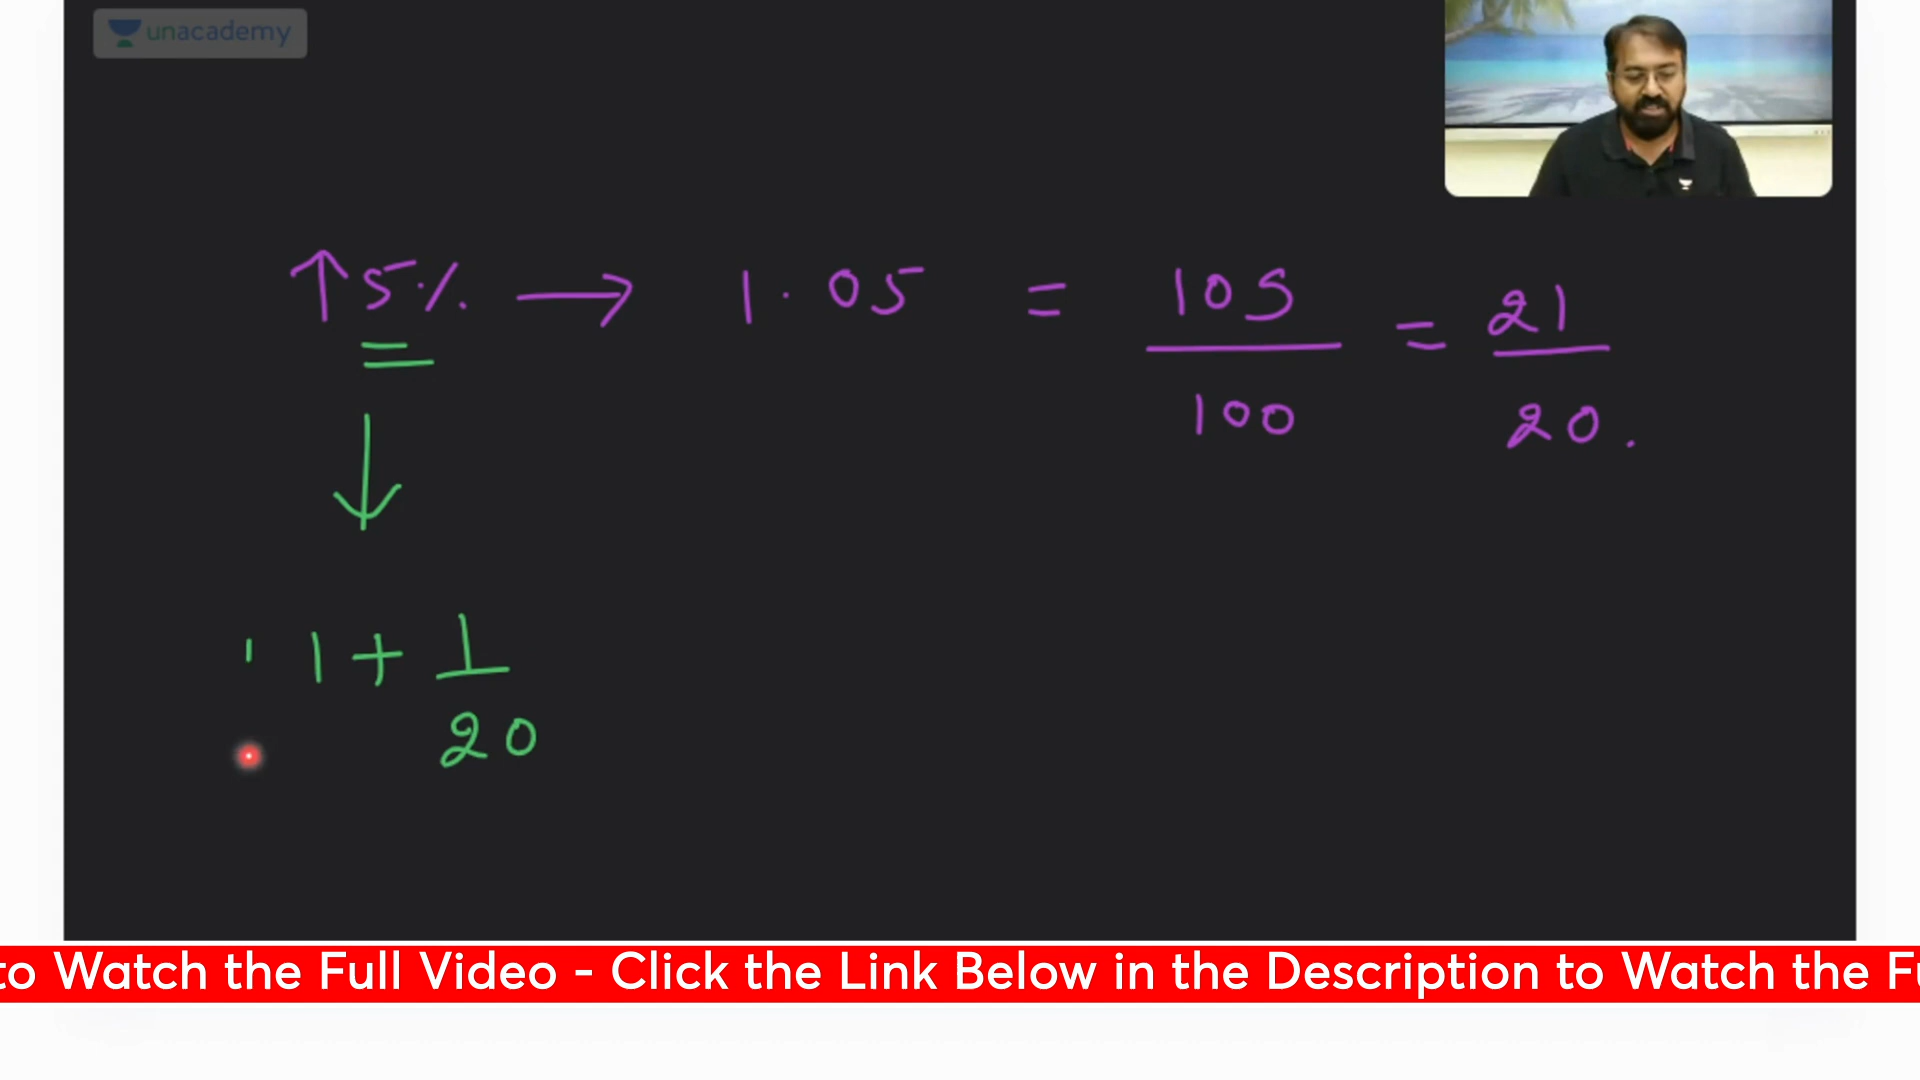 unacademy
↑ 5% → 1.05 = 105/100 = 21/20.
↓
' 1 + 1/20
to Watch the Full Video - Click the Link Below in the Description to Watch the Fu